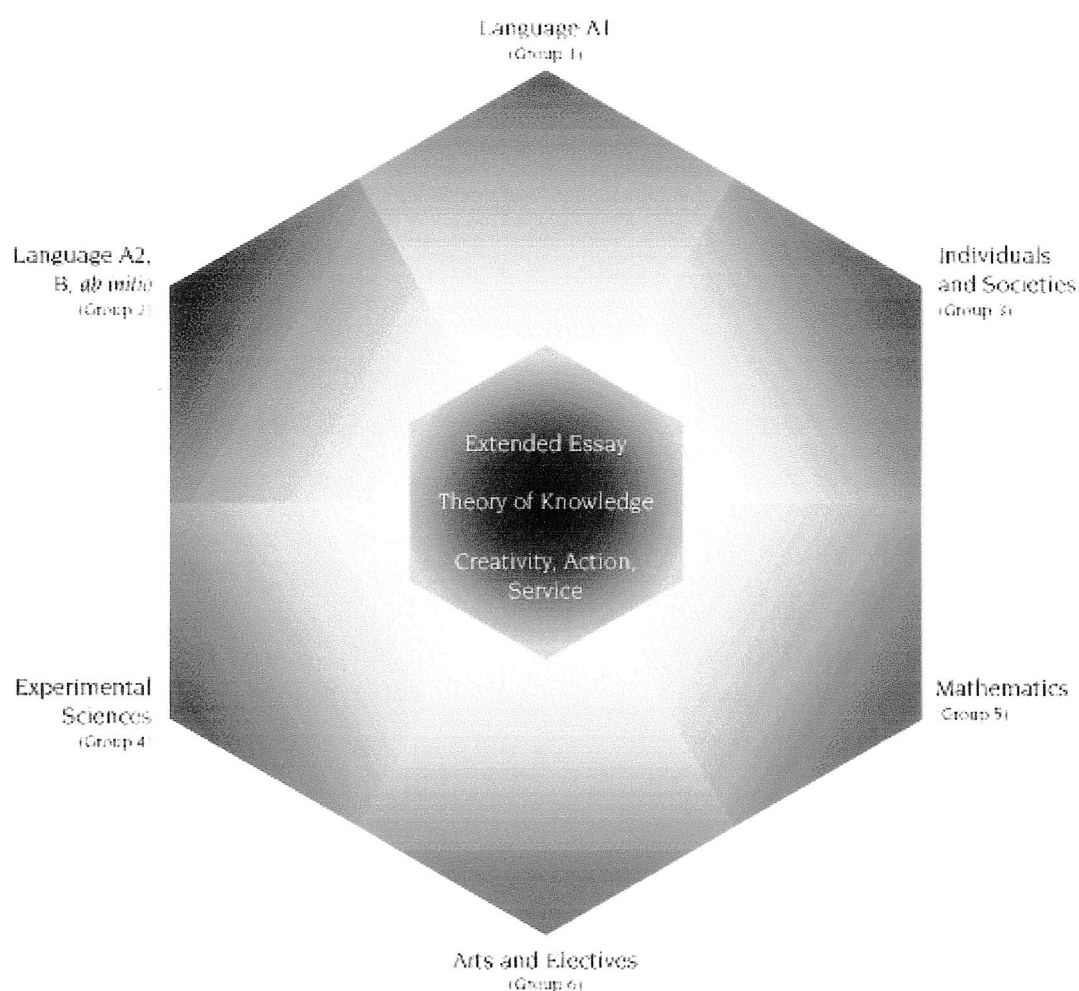 Language A1
(Group 1)
Language A2,
B, ab initio
(Group 2)
Individuals
and Societies
(Group 3)
Extended Essay
Theory of Knowledge
Creativity, Action,
Service
Experimental
Sciences
(Group 4)
Mathematics
Group 5)
Arts and Electives
(Group 6)